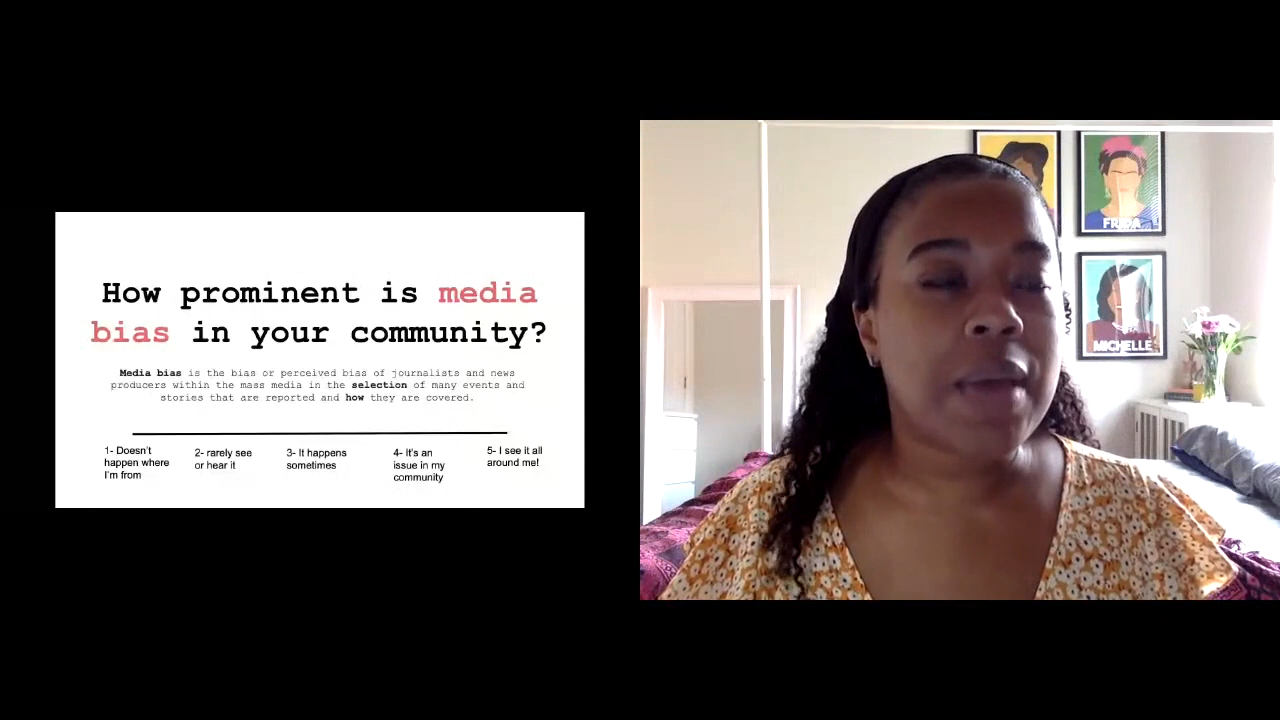 How prominent is media
bias in your community?
Media bias is the bias or perceived bias of journalists and news
producers within the mass media in the selection of many events and
stories that are reported and how they are covered.
1- Doesn't
happen where
I'm from
2- rarely see
or hear it
3- It happens
sometimes
4- It's an
issue in my
community
5- I see it all
around me!
FRIDA
MICHELLE